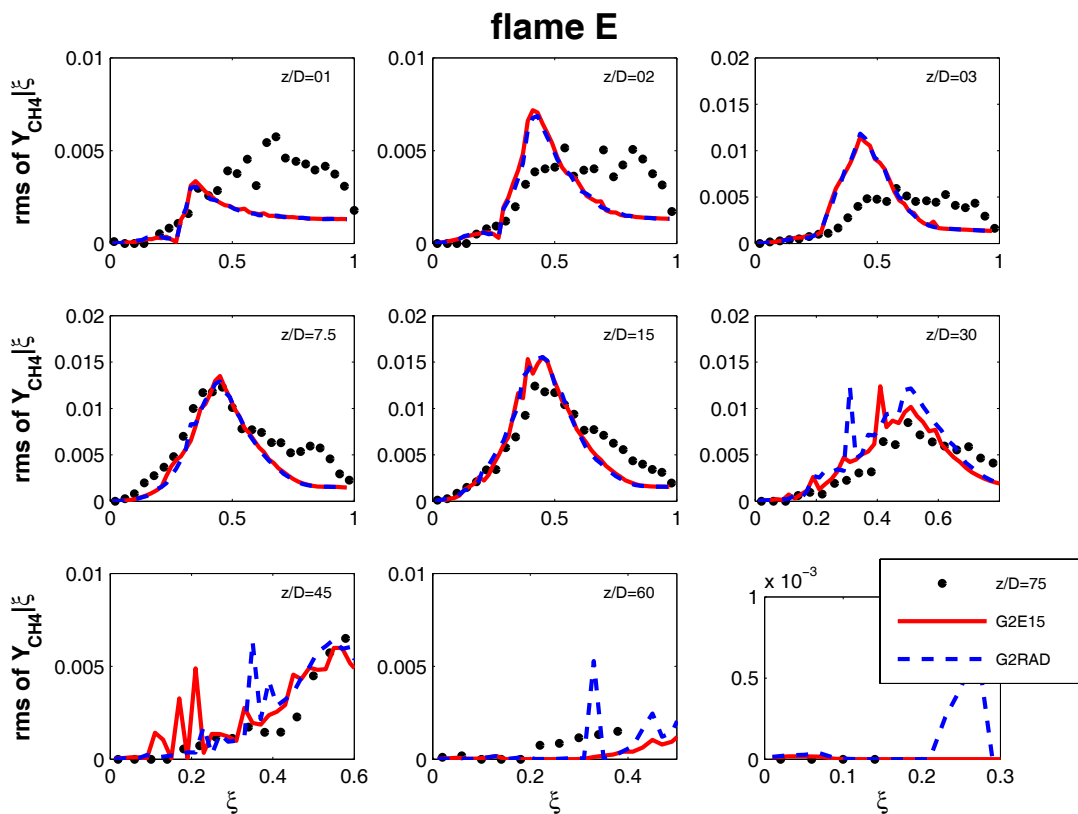 flame E
rms of Y_CH4|ξ
0.01
0.005
0
0 0.5 1
z/D=01
0.01
0.005
0
0 0.5 1
z/D=02
0.02
0.015
0.01
0.005
0
0 0.5 1
z/D=03
rms of Y_CH4|ξ
0.02
0.015
0.01
0.005
0
0 0.5 1
z/D=7.5
0.02
0.015
0.01
0.005
0
0 0.5 1
z/D=15
0.02
0.015
0.01
0.005
0
0 0.2 0.4 0.6
z/D=30
rms of Y_CH4|ξ
0.01
0.005
0
0 0.2 0.4 0.6
z/D=45
ξ
0.01
0.005
0
0 0.2 0.4
z/D=60
ξ
x 10⁻³
1
0.5
0
0 0.1 0.2 0.3
ξ
z/D=75
G2E15
G2RAD